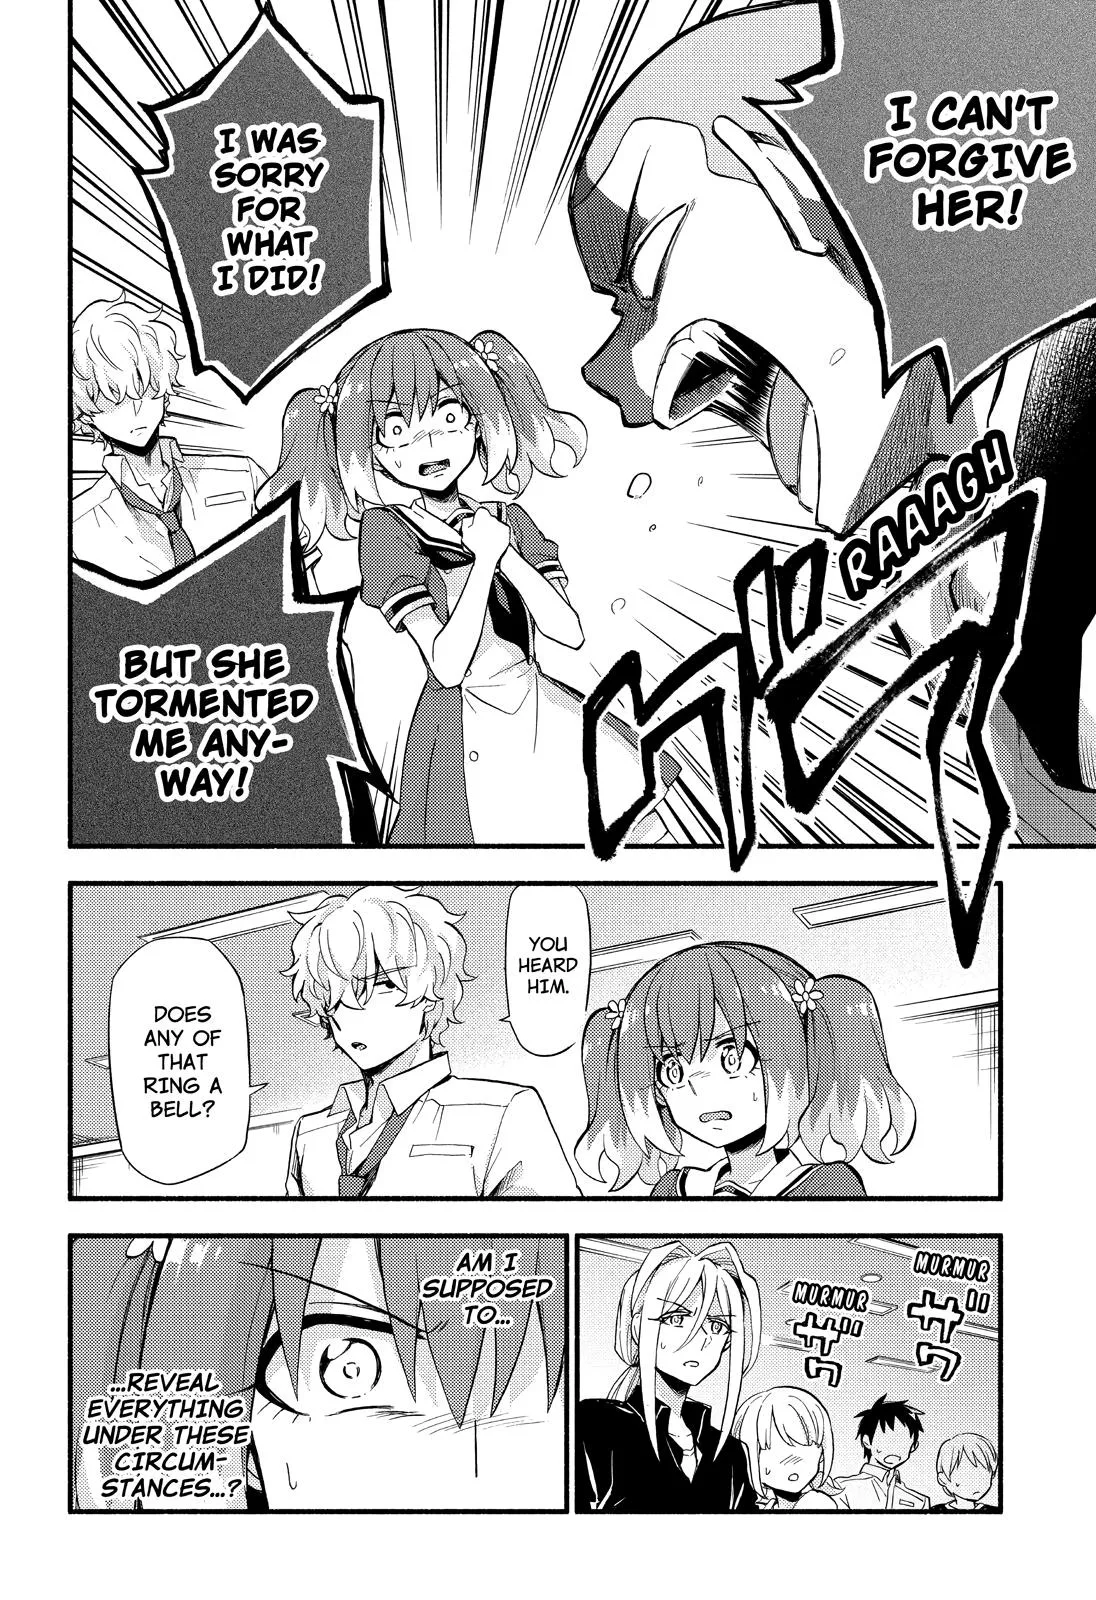 I CAN'T
FORGIVE
HER!
I WAS
SORRY
FOR
WHAT
I DID!
RAAAGH
BUT SHE
TORMENTED
ME ANY-
WAY!
YOU
HEARD
HIM.
DOES
ANY OF
THAT
RING A
BELL?
MURMUR
ザワ
MURMUR
ザワ
AM I
SUPPOSED
TO...
...REVEAL
EVERYTHING
UNDER THESE
CIRCUM-
STANCES...?